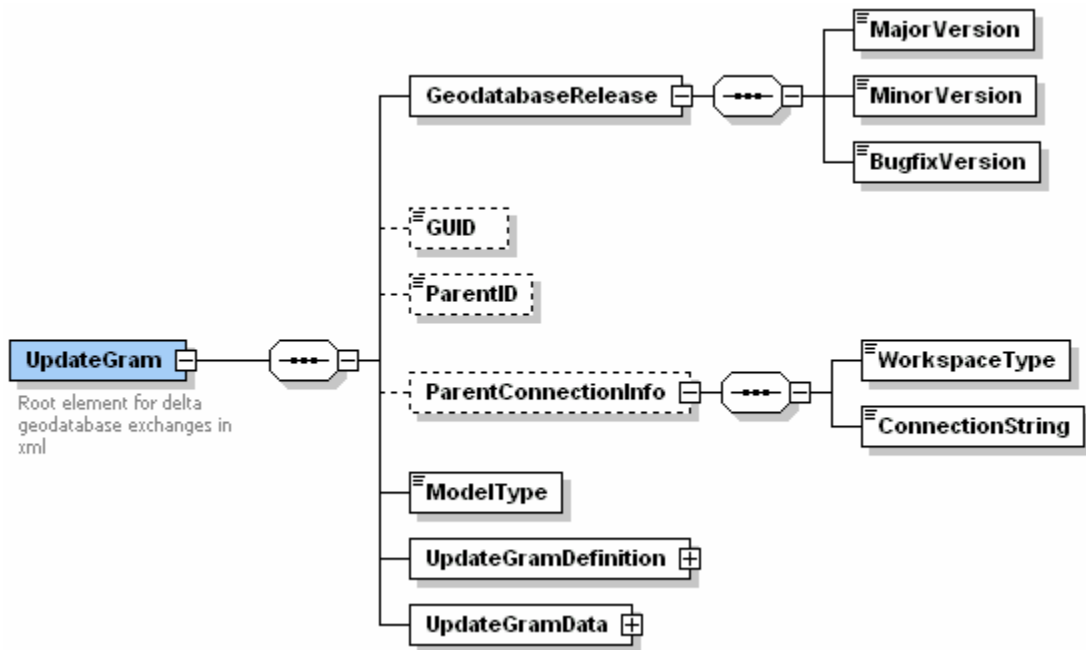 MajorVersion
GeodatabaseRelease
MinorVersion
BugfixVersion
GUID
ParentID
UpdateGram
Root element for delta
geodatabase exchanges in
xml
ParentConnectionInfo
WorkspaceType
ConnectionString
ModelType
UpdateGramDefinition
UpdateGramData